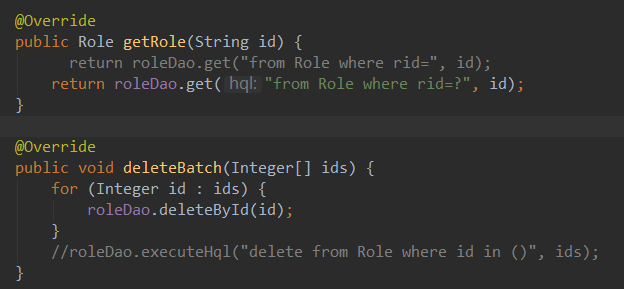 @Override
public Role getRole(String id) {
return roleDao.get("from Role where rid=", id);
return roleDao.get( hql: "from Role where rid=?", id);
}
@Override
public void deleteBatch(Integer[] ids) {
for (Integer id : ids) {
roleDao.deleteById(id);
}
//roleDao.executeHql("delete from Role where id in ()", ids);
}